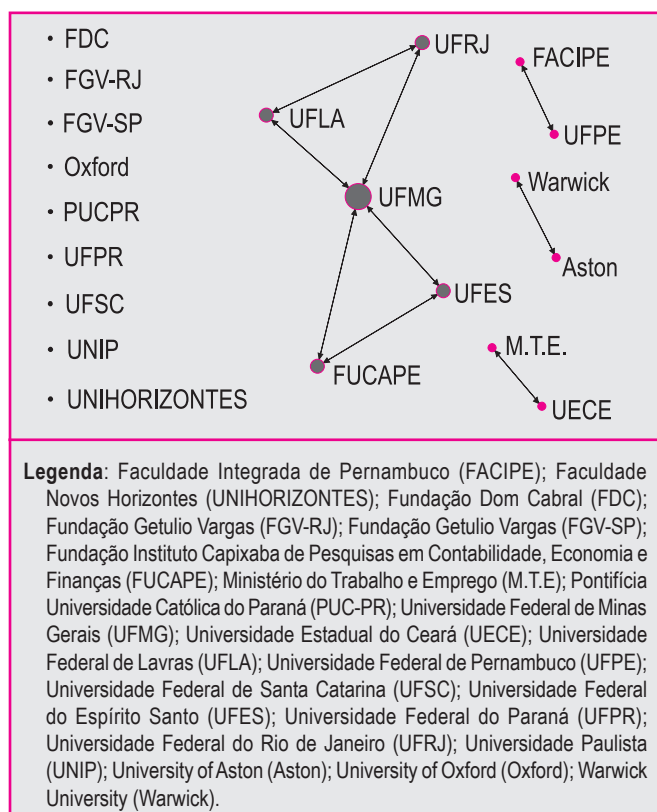 • FDC
• FGV-RJ
• FGV-SP
• Oxford
• PUCPR
• UFPR
• UFSC
• UNIP
• UNIHORIZONTES
UFRJ
UFLA
UFMG
UFES
FUCAPE
FACIPE
UFPE
Warwick
Aston
M.T.E.
UECE
Legenda: Faculdade Integrada de Pernambuco (FACIPE); Faculdade
Novos Horizontes (UNIHORIZONTES); Fundação Dom Cabral (FDC);
Fundação Getulio Vargas (FGV-RJ); Fundação Getulio Vargas (FGV-SP);
Fundação Instituto Capixaba de Pesquisas em Contabilidade, Economia e
Finanças (FUCAPE); Ministério do Trabalho e Emprego (M.T.E); Pontifícia
Universidade Católica do Paraná (PUC-PR); Universidade Federal de Minas
Gerais (UFMG); Universidade Estadual do Ceará (UECE); Universidade
Federal de Lavras (UFLA); Universidade Federal de Pernambuco (UFPE);
Universidade Federal de Santa Catarina (UFSC); Universidade Federal
do Espírito Santo (UFES); Universidade Federal do Paraná (UFPR);
Universidade Federal do Rio de Janeiro (UFRJ); Universidade Paulista
(UNIP); University of Aston (Aston); University of Oxford (Oxford); Warwick
University (Warwick).